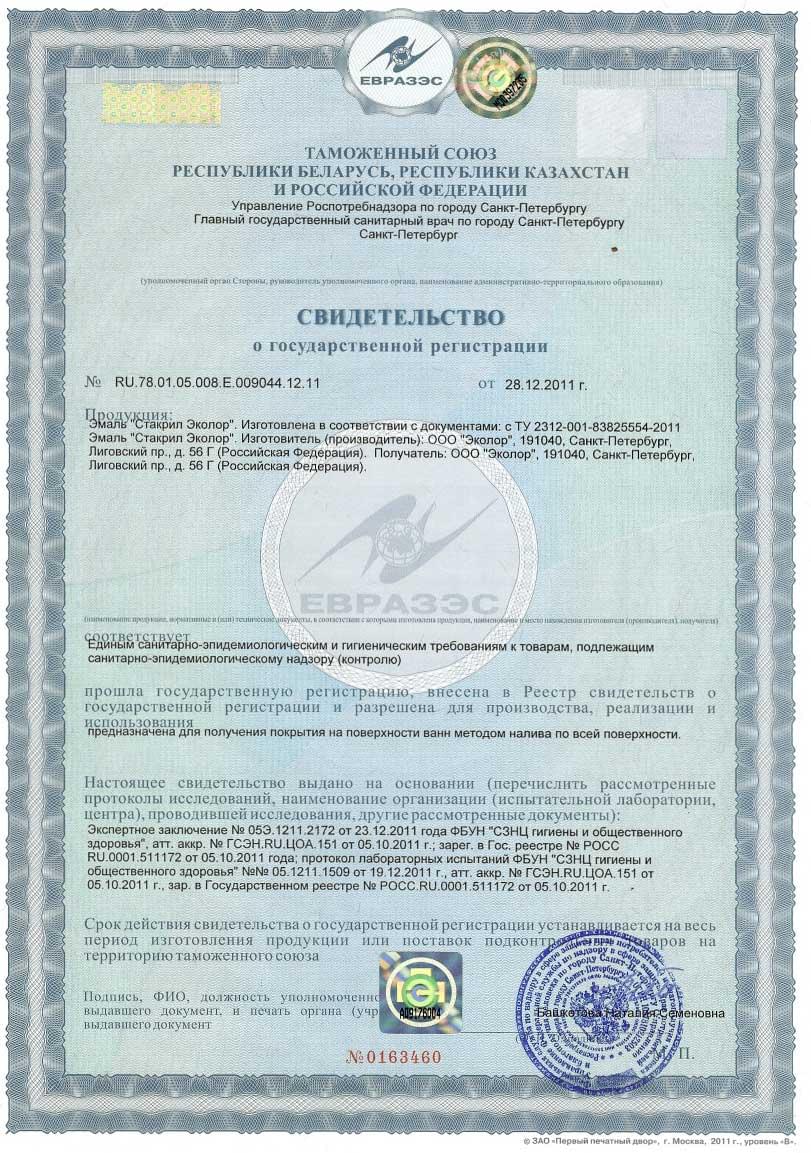 ЕВРАЗЭС
ТАМОЖЕННЫЙ СОЮЗ
РЕСПУБЛИКИ БЕЛАРУСЬ, РЕСПУБЛИКИ КАЗАХСТАН
И РОССИЙСКОЙ ФЕДЕРАЦИИ
Управление Роспотребнадзора по городу Санкт-Петербургу
Главный государственный санитарный врач по городу Санкт-Петербургу
Санкт-Петербург
(уполномоченный орган Стороны, руководитель уполномоченного органа, наименование административно-территориального образования)
СВИДЕТЕЛЬСТВО
о государственной регистрации
№ RU.78.01.05.008.Е.009044.12.11 от 28.12.2011 г.
Продукция:
Эмаль "Стакрил Эколор". Изготовлена в соответствии с документами: с ТУ 2312-001-83825554-2011
Эмаль "Стакрил Эколор". Изготовитель (производитель): ООО "Эколор", 191040, Санкт-Петербург,
Лиговский пр., д. 56 Г (Российская Федерация). Получатель: ООО "Эколор", 191040, Санкт-Петербург,
Лиговский пр., д. 56 Г (Российская Федерация).
ЕВРАЗЭС
(наименование продукции, нормативные и (или) технические документы, в соответствии с которыми изготовлена продукция, наименование и место нахождения изготовителя (производителя), получателя)
соответствует
Единым санитарно-эпидемиологическим и гигиеническим требованиям к товарам, подлежащим
санитарно-эпидемиологическому надзору (контролю)
прошла государственную регистрацию, внесена в Реестр свидетельств о
государственной регистрации и разрешена для производства, реализации и
использования
предназначена для получения покрытия на поверхности ванн методом налива по всей поверхности.
Настоящее свидетельство выдано на основании (перечислить рассмотренные
протоколы исследований, наименование организации (испытательной лаборатории,
центра), проводившей исследования, другие рассмотренные документы):
Экспертное заключение № 05Э.1211.2172 от 23.12.2011 года ФБУН "СЗНЦ гигиены и общественного
здоровья", атт. аккр. № ГСЭН.RU.ЦОА.151 от 05.10.2011 г.; зарег. в Гос. реестре № РОСС
RU.0001.511172 от 05.10.2011 года; протокол лабораторных испытаний ФБУН "СЗНЦ гигиены и
общественного здоровья" №№ 05.1211.1509 от 19.12.2011 г., атт. аккр. № ГСЭН.RU.ЦОА.151 от
05.10.2011 г., зар. в Государственном реестре № РОСС.RU.0001.511172 от 05.10.2011 г.
Срок действия свидетельства о государственной регистрации устанавливается на весь
период изготовления продукции или поставок подконтрольных товаров на
территорию таможенного союза
Подпись, ФИО, должность уполномоченно
выдавшего документ, и печать органа (учр
выдавшего документ
Башкотова Наталия Семеновна
П.
№0163460
© ЗАО «Первый печатный двор», г. Москва, 2011 г., уровень «В».